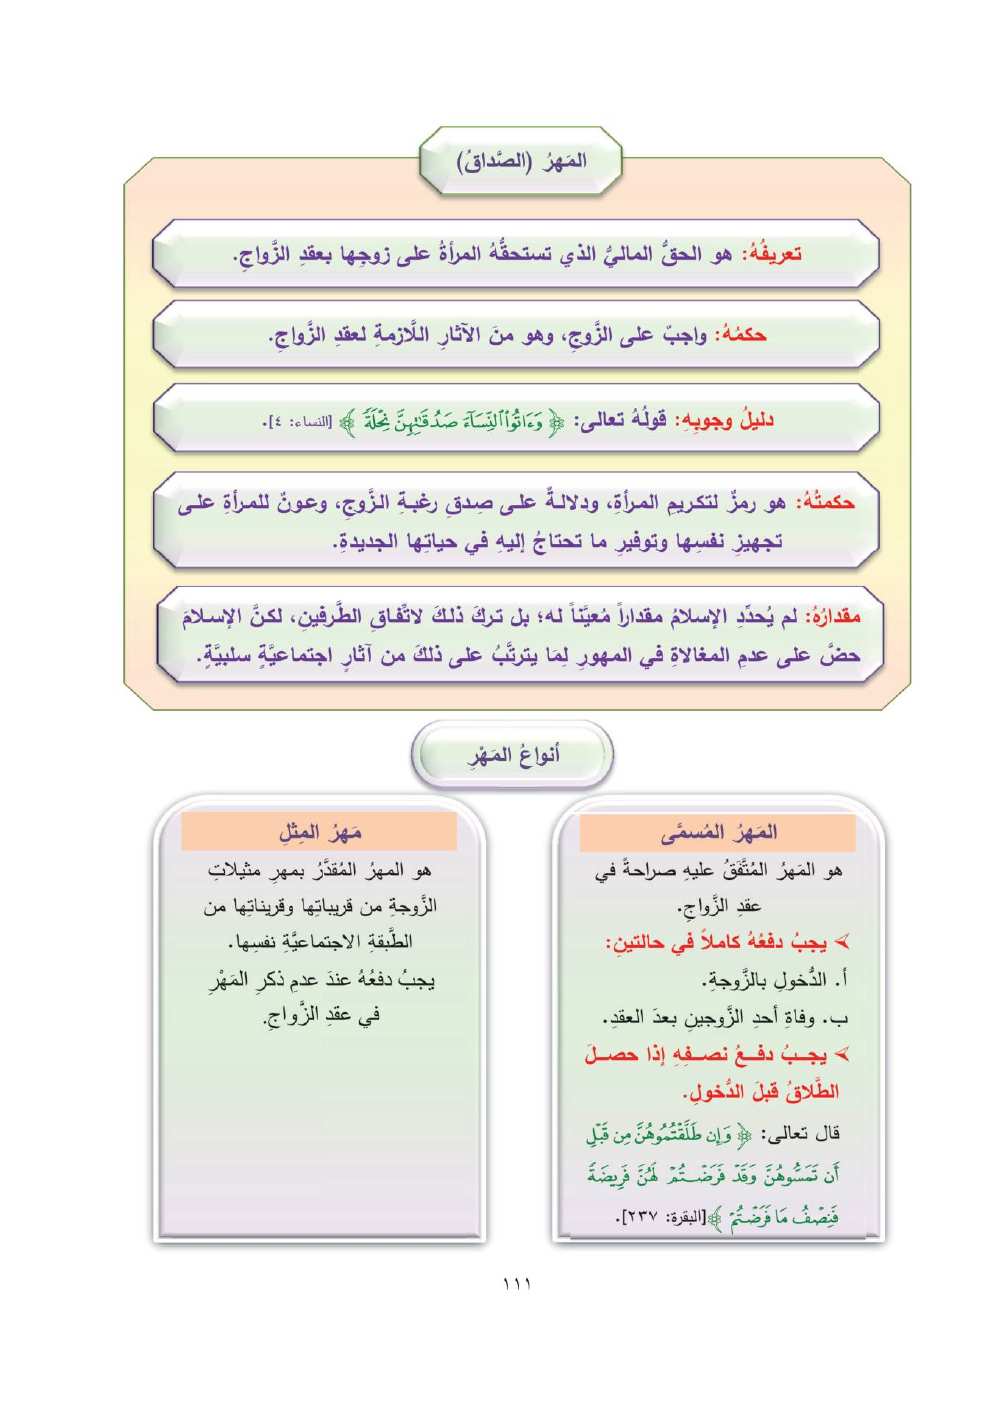 المَهرُ (الصَّداقُ)
تعريفُهُ: هو الحقُّ الماليُّ الذي تستحقُّهُ المرأةُ على زوجِها بعقدِ الزَّواجِ.
حكمُهُ: واجبٌ على الزَّوجِ، وهو منَ الآثارِ اللَّازمةِ لعقدِ الزَّواجِ.
دليلُ وجوبِهِ: قولُهُ تعالى: ﴿وَءَاتُوا۟ ٱلنِّسَآءَ صَدُقَـٰتِهِنَّ نِحْلَةً﴾ [النساء: ٤].
حكمتُهُ: هو رمزٌ لتكريمِ المرأةِ، ودلالةٌ على صِدقِ رغبةِ الزَّوجِ، وعونٌ للمرأةِ على
تجهيزِ نفسِها وتوفيرِ ما تحتاجُ إليهِ في حياتِها الجديدةِ.
مقدارُهُ: لم يُحدِّدِ الإسلامُ مقداراً مُعيَّناً له؛ بل تركَ ذلكَ لاتِّفاقِ الطَّرفينِ، لكنَّ الإسلامَ
حضَّ على عدمِ المغالاةِ في المهورِ لِمَا يترتَّبُ على ذلكَ من آثارٍ اجتماعيَّةٍ سلبيَّةٍ.
أنواعُ المَهْرِ
المَهرُ المُسمَّى
هو المَهرُ المُتَّفَقُ عليهِ صراحةً في
عقدِ الزَّواجِ.
➢ يجبُ دفعُهُ كاملاً في حالتينِ:
أ. الدُّخولِ بالزَّوجةِ.
ب. وفاةِ أحدِ الزَّوجينِ بعدَ العقدِ.
➢ يجبُ دفعُ نصفِهِ إذا حصلَ
الطَّلاقُ قبلَ الدُّخولِ.
قال تعالى: ﴿وَإِن طَلَّقْتُمُوهُنَّ مِن قَبْلِ
أَن تَمَسُّوهُنَّ وَقَدْ فَرَضْتُمْ لَهُنَّ فَرِيضَةً
فَنِصْفُ مَا فَرَضْتُمْ﴾ [البقرة: ٢٣٧].
مَهرُ المِثلِ
هو المهرُ المُقدَّرُ بمهرِ مثيلاتِ
الزَّوجةِ من قريباتِها وقريناتِها من
الطَّبقةِ الاجتماعيَّةِ نفسِها.
يجبُ دفعُهُ عندَ عدمِ ذكرِ المَهْرِ
في عقدِ الزَّواجِ.
١١١